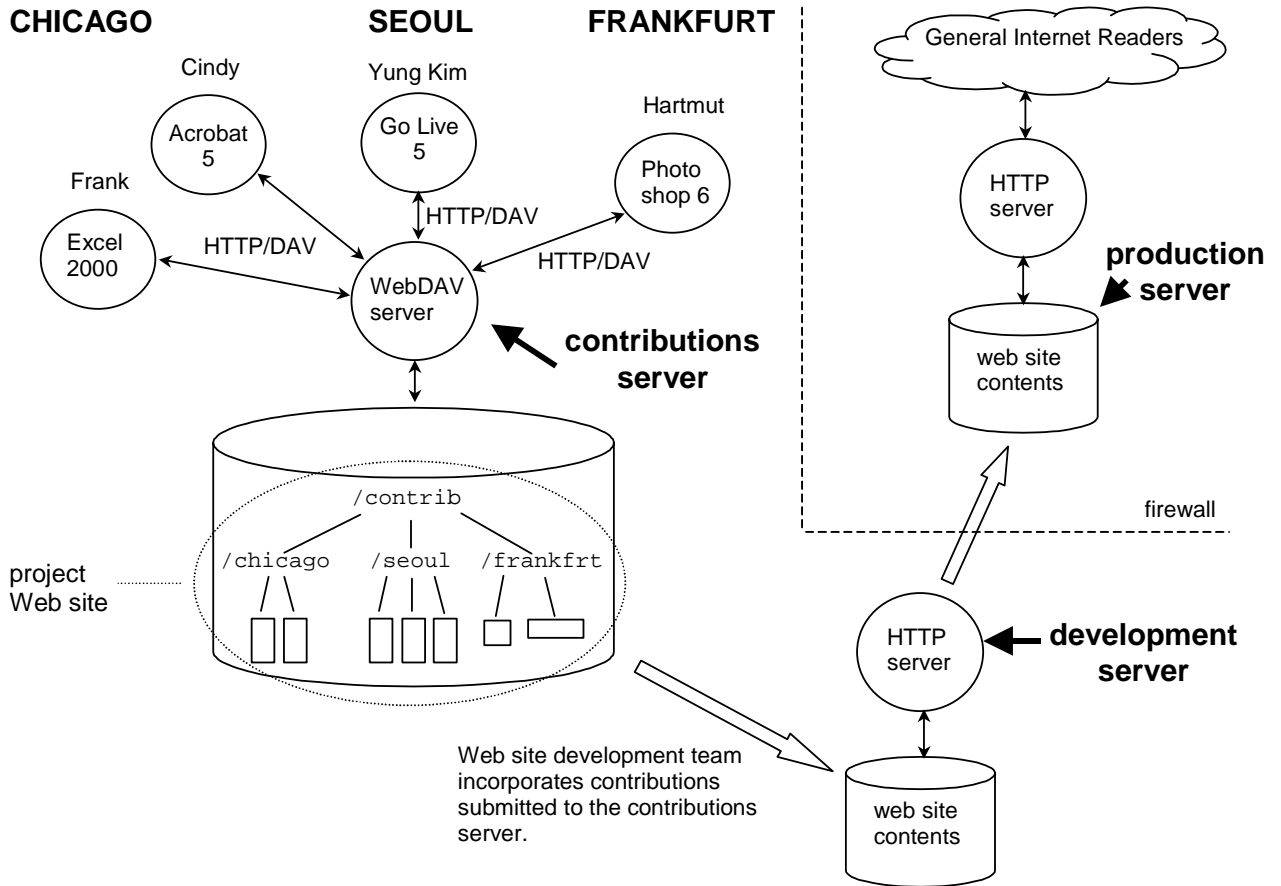 CHICAGO
SEOUL
FRANKFURT
Cindy
Acrobat
5
Yung Kim
Go Live
5
Hartmut
Photo
shop 6
Frank
Excel
2000
HTTP/DAV
HTTP/DAV
HTTP/DAV
WebDAV
server
contributions
server
/contrib
/chicago
/seoul
/frankfrt
project
Web site
Web site development team
incorporates contributions
submitted to the contributions
server.
General Internet Readers
HTTP
server
production
server
web site
contents
firewall
HTTP
server
development
server
web site
contents